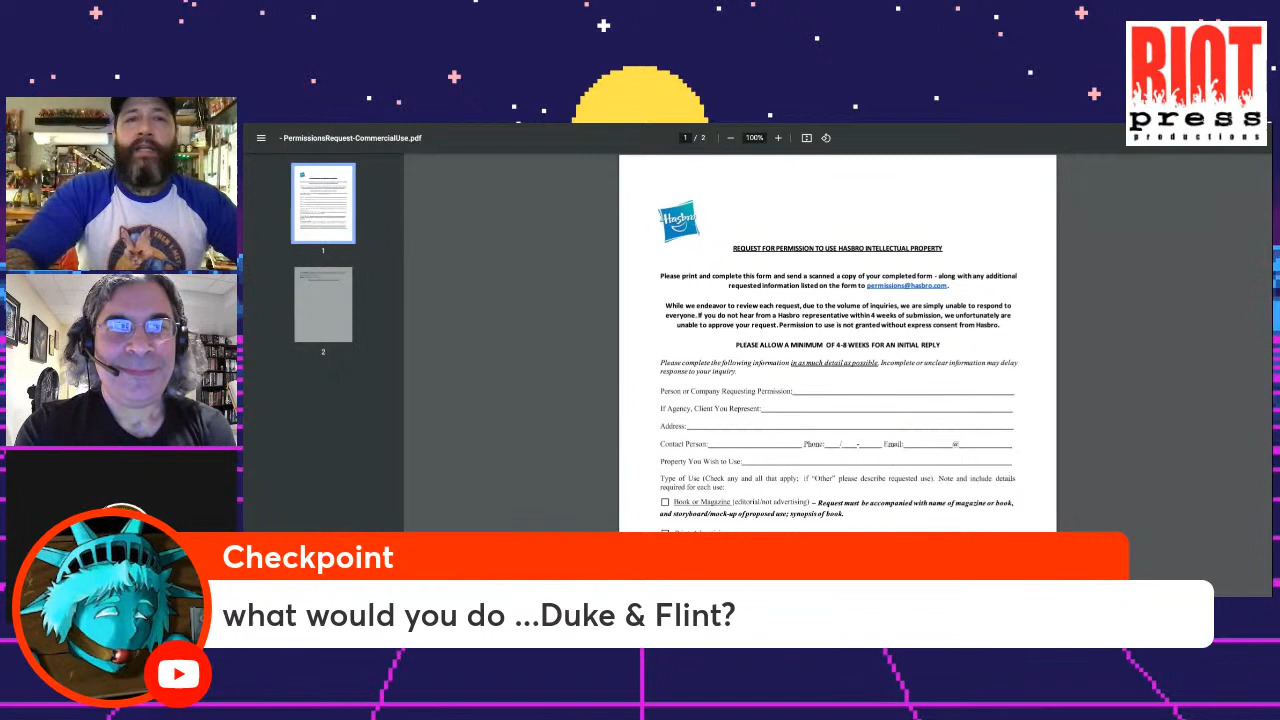 RIOT
press
productions
- PermissionsRequest-CommercialUse.pdf
1 / 2
100%
1
2
Hasbro
REQUEST FOR PERMISSION TO USE HASBRO INTELLECTUAL PROPERTY
Please print and complete this form and send a scanned a copy of your completed form - along with any additional
requested information listed on the form to permissions@hasbro.com.
While we endeavor to review each request, due to the volume of inquiries, we are simply unable to respond to
everyone. If you do not hear from a Hasbro representative within 4 weeks of submission, we unfortunately are
unable to approve your request. Permission to use is not granted without express consent from Hasbro.
PLEASE ALLOW A MINIMUM OF 4-8 WEEKS FOR AN INITIAL REPLY
Please complete the following information in as much detail as possible. Incomplete or unclear information may delay
response to your inquiry.
Person or Company Requesting Permission:
If Agency, Client You Represent:
Address:
Contact Person: Phone: / - Email: @
Property You Wish to Use:
Type of Use (Check any and all that apply; if "Other" please describe requested use). Note and include details
required for each use:
Book or Magazine (editorial/not advertising) – Request must be accompanied with name of magazine or book,
and storyboard/mock-up of proposed use; synopsis of book.
Checkpoint
what would you do ...Duke & Flint?